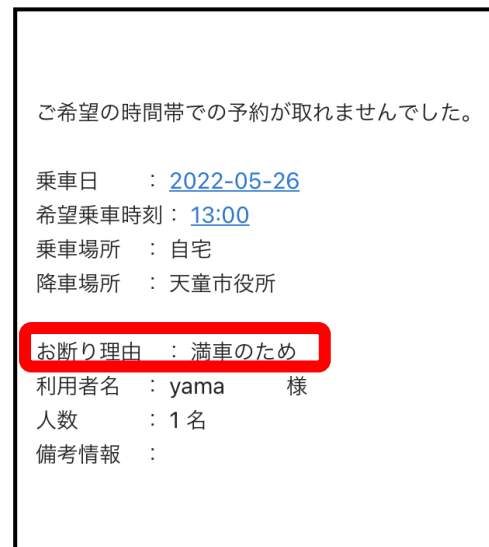 ご希望の時間帯での予約が取れませんでした。
乗車日　　：2022-05-26
希望乗車時刻：13:00
乗車場所　：自宅
降車場所　：天童市役所
お断り理由　：満車のため
利用者名　：yama　　　様
人数　　　：1名
備考情報　：